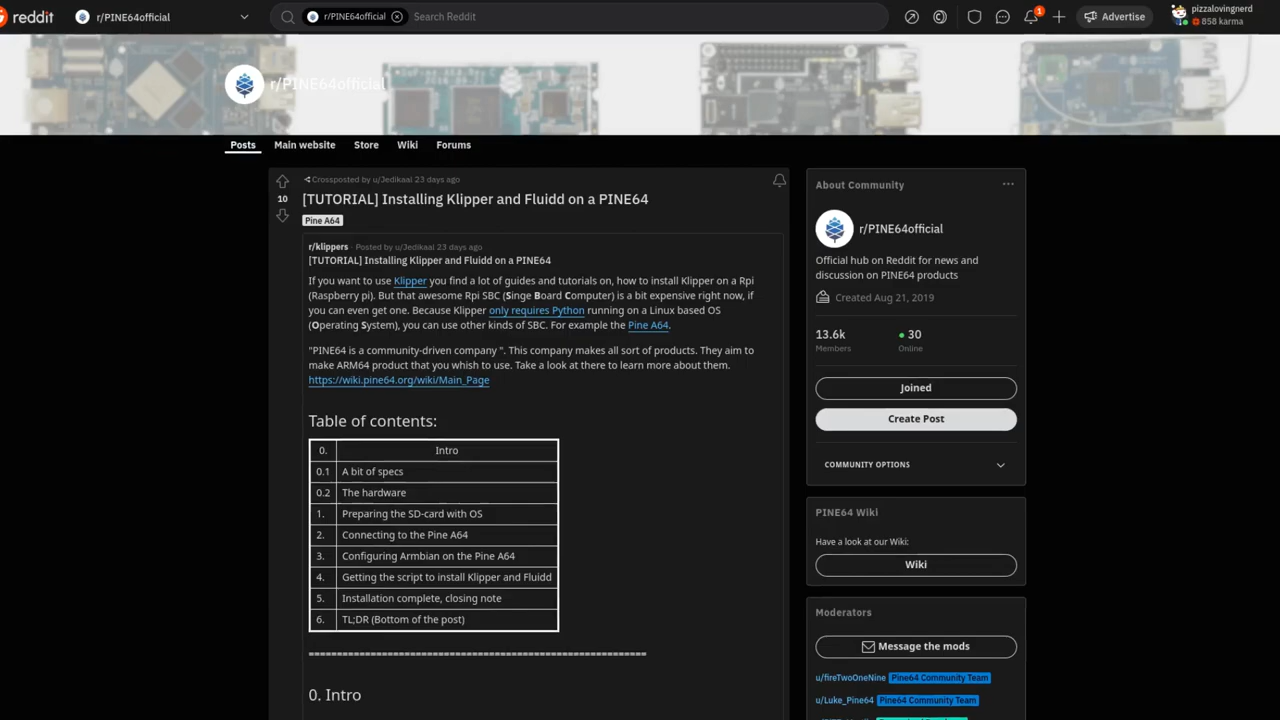 reddit
r/PINE64official
r/PINE64official
Search Reddit
1
Advertise
pizzalovingnerd
858 karma
r/PINE64official
Posts
Main website
Store
Wiki
Forums
Crossposted by u/Jedikaal 23 days ago
10
[TUTORIAL] Installing Klipper and Fluidd on a PINE64
Pine A64
r/klippers · Posted by u/Jedikaal 23 days ago
[TUTORIAL] Installing Klipper and Fluidd on a PINE64
If you want to use Klipper you find a lot of guides and tutorials on, how to install Klipper on a Rpi
(Raspberry pi). But that awesome Rpi SBC (Singe Board Computer) is a bit expensive right now, if
you can even get one. Because Klipper only requires Python running on a Linux based OS
(Operating System), you can use other kinds of SBC. For example the Pine A64.
"PINE64 is a community-driven company ". This company makes all sort of products. They aim to
make ARM64 product that you whish to use. Take a look at there to learn more about them.
https://wiki.pine64.org/wiki/Main_Page
Table of contents:
0. Intro
0.1 A bit of specs
0.2 The hardware
1. Preparing the SD-card with OS
2. Connecting to the Pine A64
3. Configuring Armbian on the Pine A64
4. Getting the script to install Klipper and Fluidd
5. Installation complete, closing note
6. TL;DR (Bottom of the post)
============================================================
0. Intro
About Community
r/PINE64official
Official hub on Reddit for news and
discussion on PINE64 products
Created Aug 21, 2019
13.6k
30
Members
Online
Joined
Create Post
COMMUNITY OPTIONS
PINE64 Wiki
Have a look at our Wiki:
Wiki
Moderators
Message the mods
u/fireTwoOneNine Pine64 Community Team
u/Luke_Pine64 Pine64 Community Team